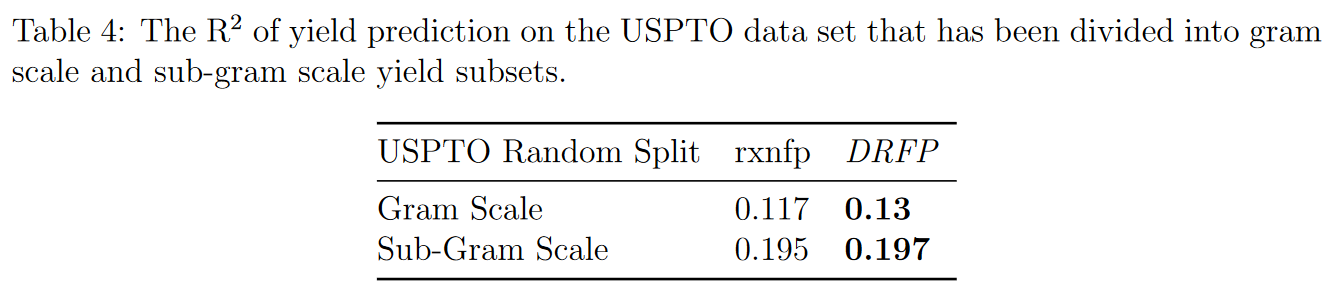 Table 4: The R² of yield prediction on the USPTO data set that has been divided into gram
scale and sub-gram scale yield subsets.
USPTO Random Split rxnfp DRFP
Gram Scale 0.117 0.13
Sub-Gram Scale 0.195 0.197